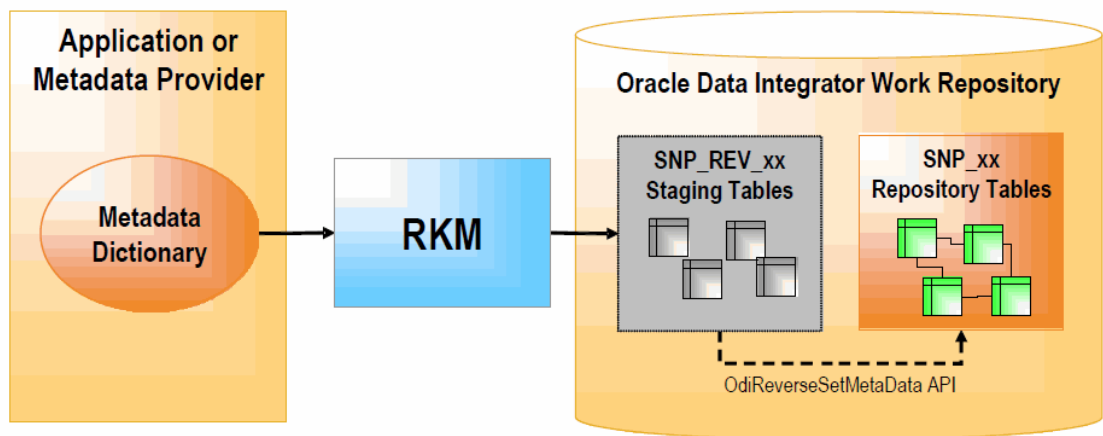 Application or
Metadata Provider
Metadata
Dictionary
RKM
Oracle Data Integrator Work Repository
SNP_REV_xx
Staging Tables
SNP_xx
Repository Tables
OdiReverseSetMetaData API